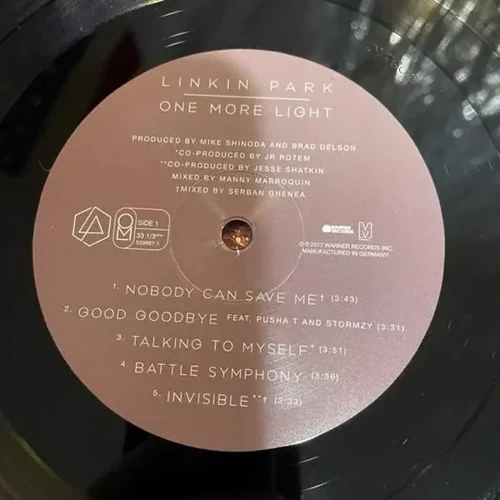 LINKIN PARK
ONE MORE LIGHT
PRODUCED BY MIKE SHINODA AND BRAD DELSON
*CO-PRODUCED BY JR ROTEM
**CO-PRODUCED BY JESSE SHATKIN
MIXED BY MANNY MARROQUIN
†MIXED BY SERBAN GHENEA
SIDE 1
33 1/3 RPM
WARNER RECORDS
℗ © 2017 WARNER RECORDS INC.
MANUFACTURED IN GERMANY.
1. NOBODY CAN SAVE ME† (3:43)
2. GOOD GOODBYE FEAT. PUSHA T AND STORMZY (3:31)
3. TALKING TO MYSELF* (3:51)
4. BATTLE SYMPHONY (3:36)
5. INVISIBLE**† (3:33)